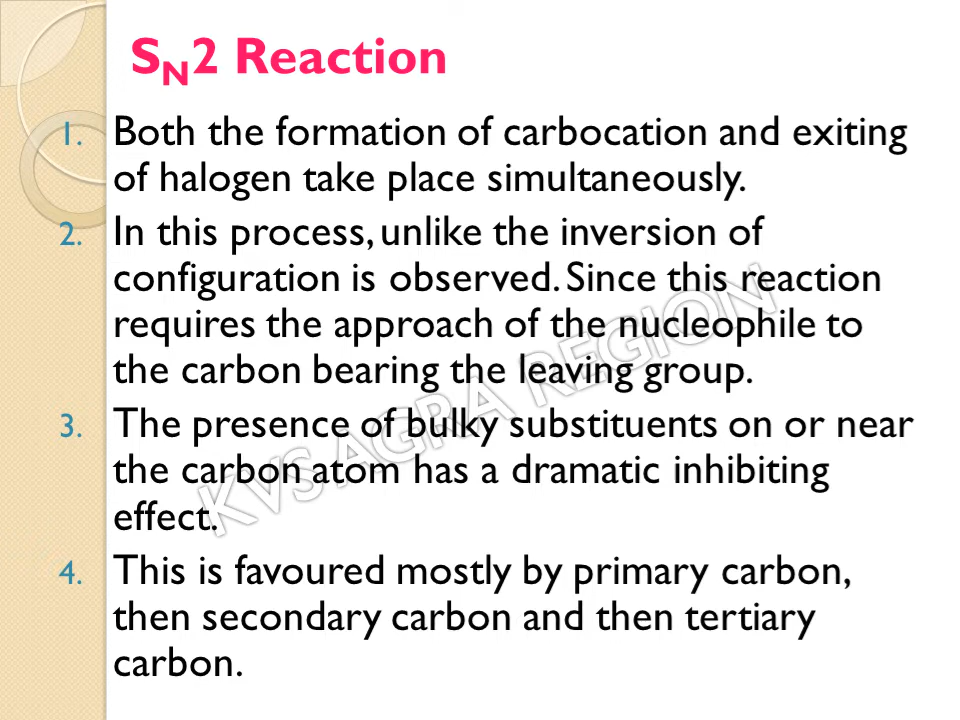 SN2 Reaction
1. Both the formation of carbocation and exiting
of halogen take place simultaneously.
2. In this process, unlike the inversion of
configuration is observed. Since this reaction
requires the approach of the nucleophile to
the carbon bearing the leaving group.
3. The presence of bulky substituents on or near
the carbon atom has a dramatic inhibiting
effect.
4. This is favoured mostly by primary carbon,
then secondary carbon and then tertiary
carbon.
KVS AGRA REGION